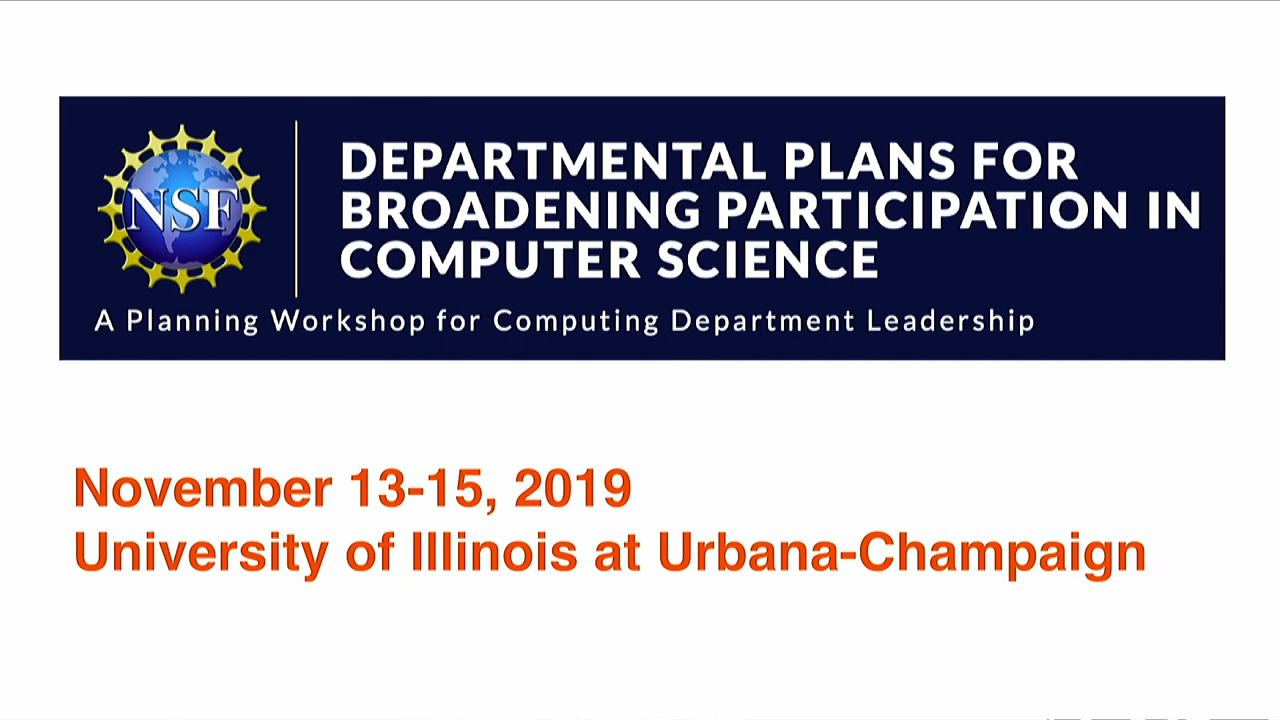 NSF
DEPARTMENTAL PLANS FOR
BROADENING PARTICIPATION IN
COMPUTER SCIENCE
A Planning Workshop for Computing Department Leadership
November 13-15, 2019
University of Illinois at Urbana-Champaign